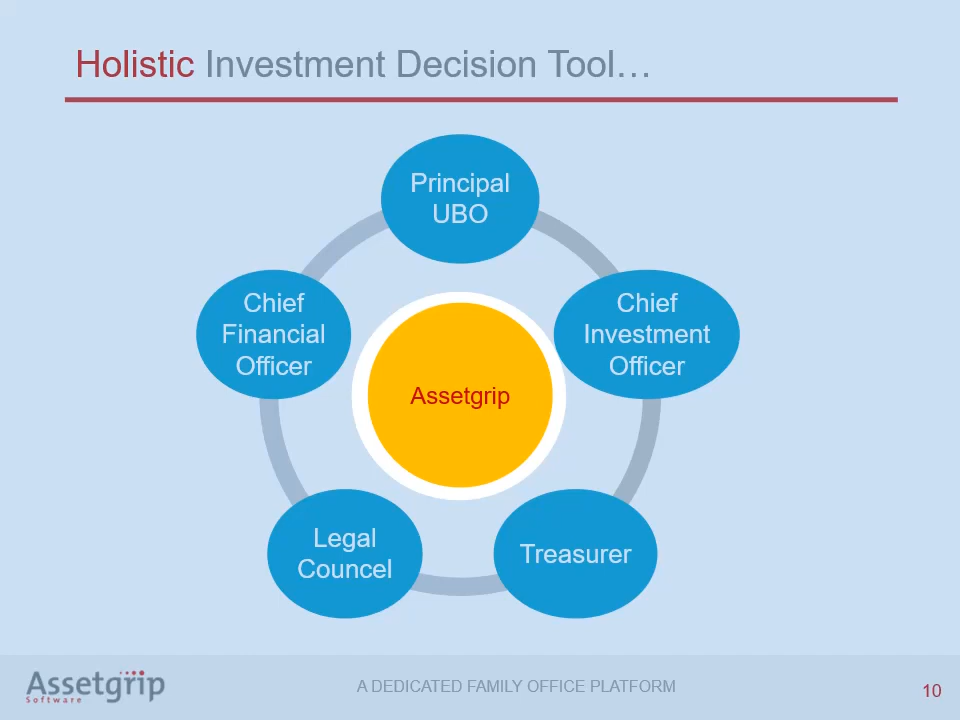 Holistic Investment Decision Tool…
Principal
UBO
Chief
Financial
Officer
Chief
Investment
Officer
Assetgrip
Legal
Councel
Treasurer
Assetgrip
Software
A DEDICATED FAMILY OFFICE PLATFORM
10